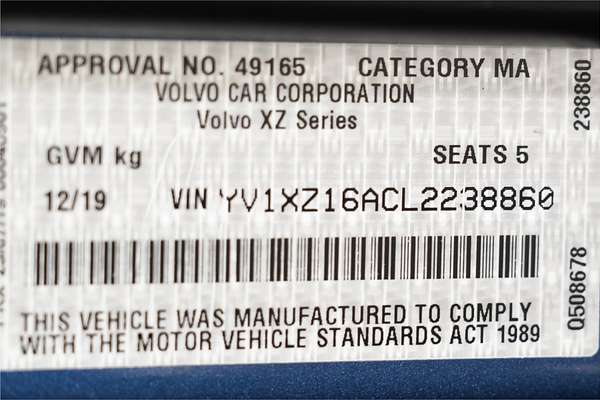 APPROVAL NO. 49165 CATEGORY MA
VOLVO CAR CORPORATION
Volvo XZ Series
GVM kg SEATS 5
12/19 VIN YV1XZ16ACL2238860
THIS VEHICLE WAS MANUFACTURED TO COMPLY
WITH THE MOTOR VEHICLE STANDARDS ACT 1989
238860
Q508678